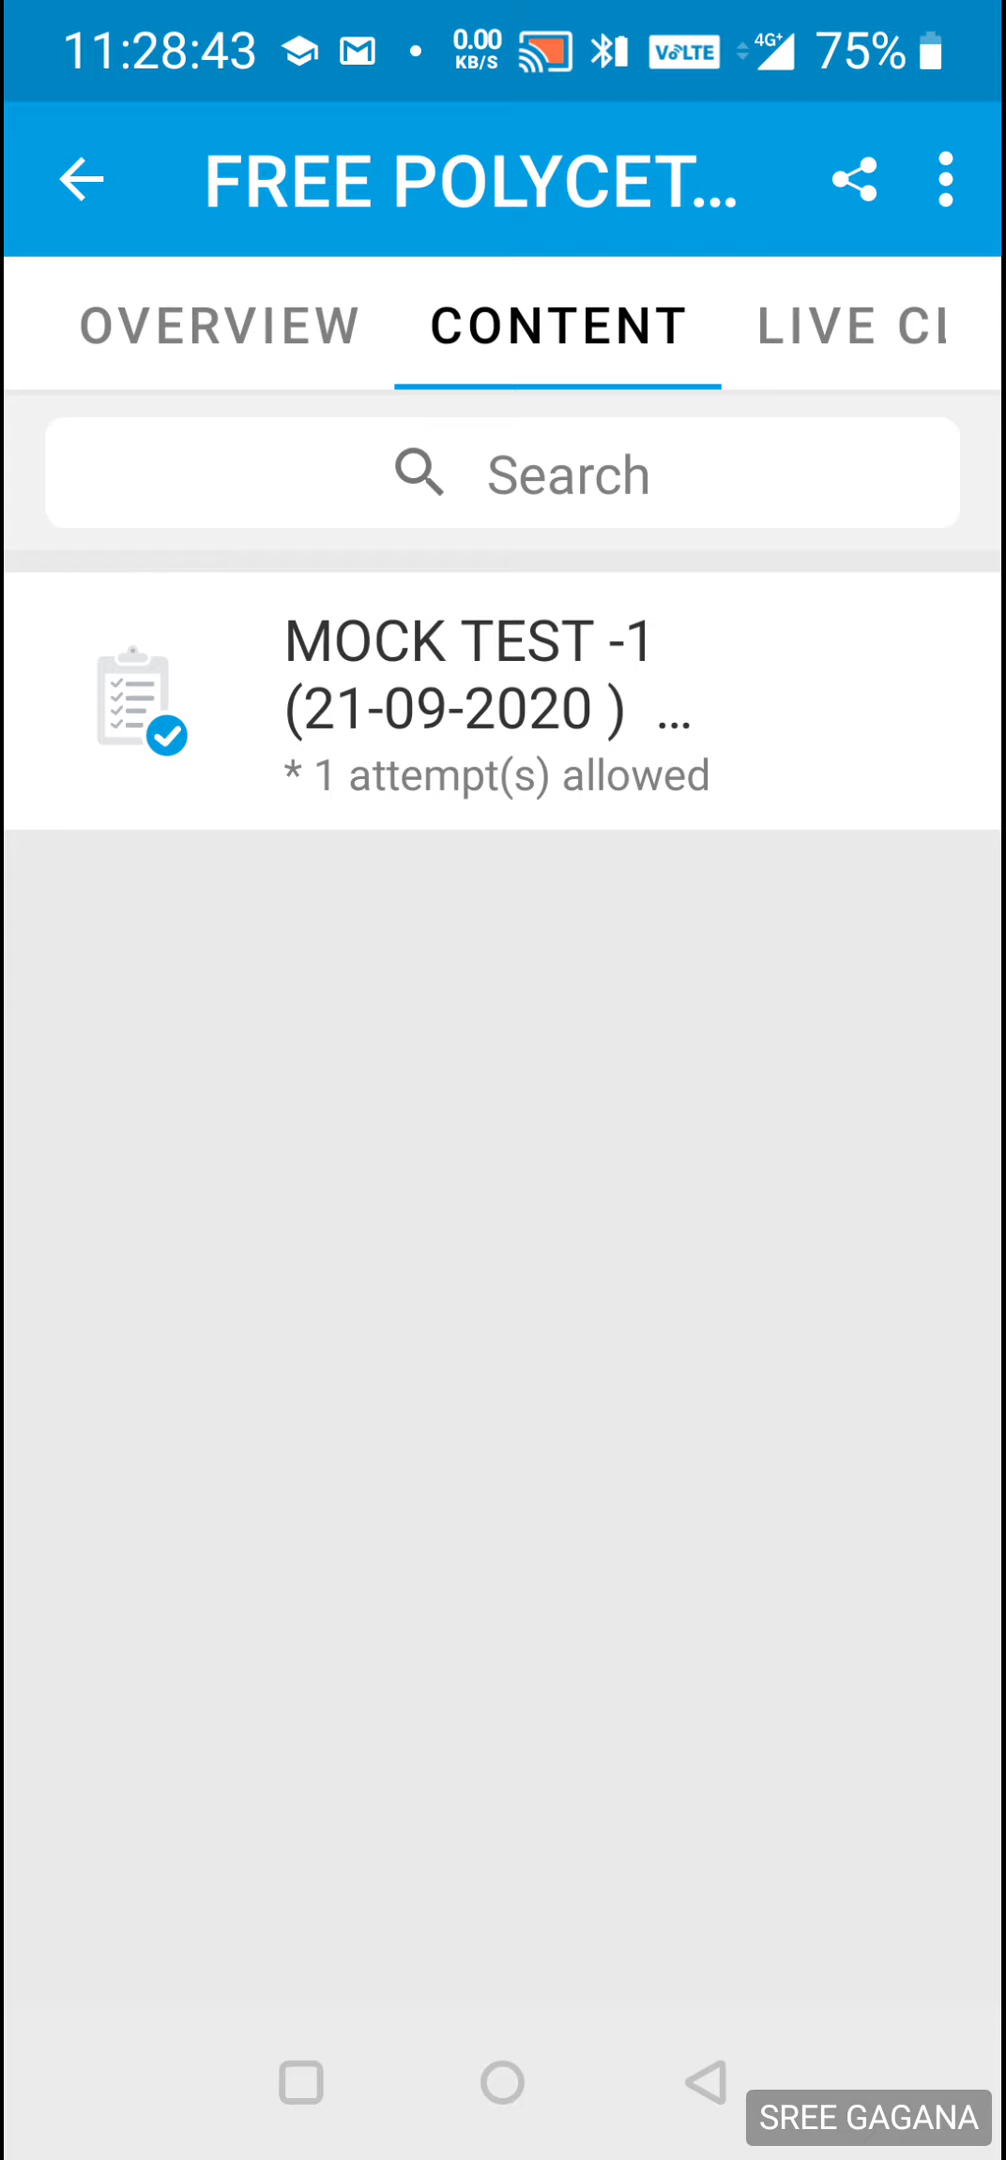 11:28:43 0.00 KB/S VoLTE 4G+ 75%
FREE POLYCET...
OVERVIEW CONTENT LIVE
Search
MOCK TEST -1
(21-09-2020 ) ...
* 1 attempt(s) allowed
SREE GAGANA